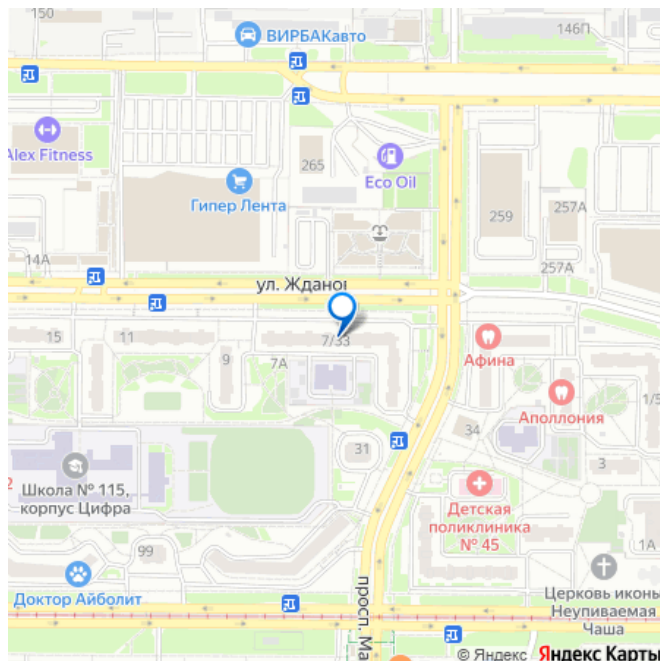 146П
ВИРБАКавто
Alex Fitness
265
Eco Oil
Гипер Лента
259
257А
14А
257А
ул. Жданов
15
11
7/33
9
7А
Афина
Аполлония
1/5
34
31
3
Школа № 115,
корпус Цифра
2
Детская
поликлиника
№ 45
99
1А
Доктор Айболит
просп. Ма
Церковь иконы
Неупиваемая
Чаша
© Яндекс Яндекс Карты